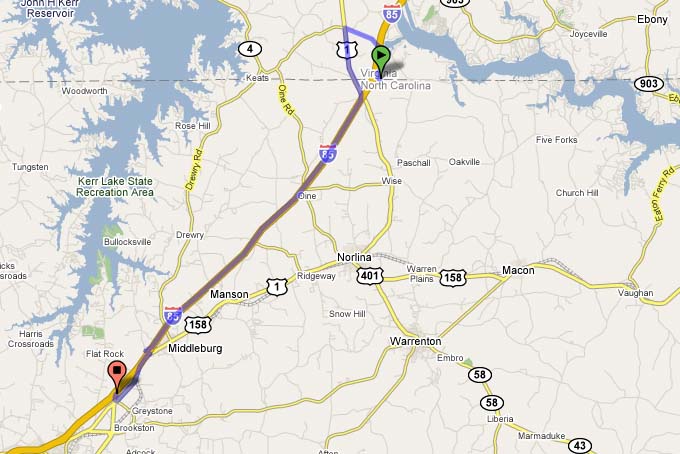 John H Kerr
Reservoir
903
85
Ebony
Joyceville
4
1
Keats
Virginia
North Carolina
903
Woodworth
Oine Rd
Rose Hill
Five Forks
85
Paschall
Oakville
Tungsten
Kerr Lake State
Recreation Area
Drewry Rd
Wise
Church Hill
Eaton Ferry Rd
Oine
Bullocksville
Drewry
Norlina
401
Warren
Plains
158
Macon
Ridgeway
Manson
1
Vaughan
85
158
Snow Hill
Harris
Crossroads
Flat Rock
Middleburg
Warrenton
Embro
58
58
Greystone
Brookston
Liberia
Marmaduke
43
Adcock